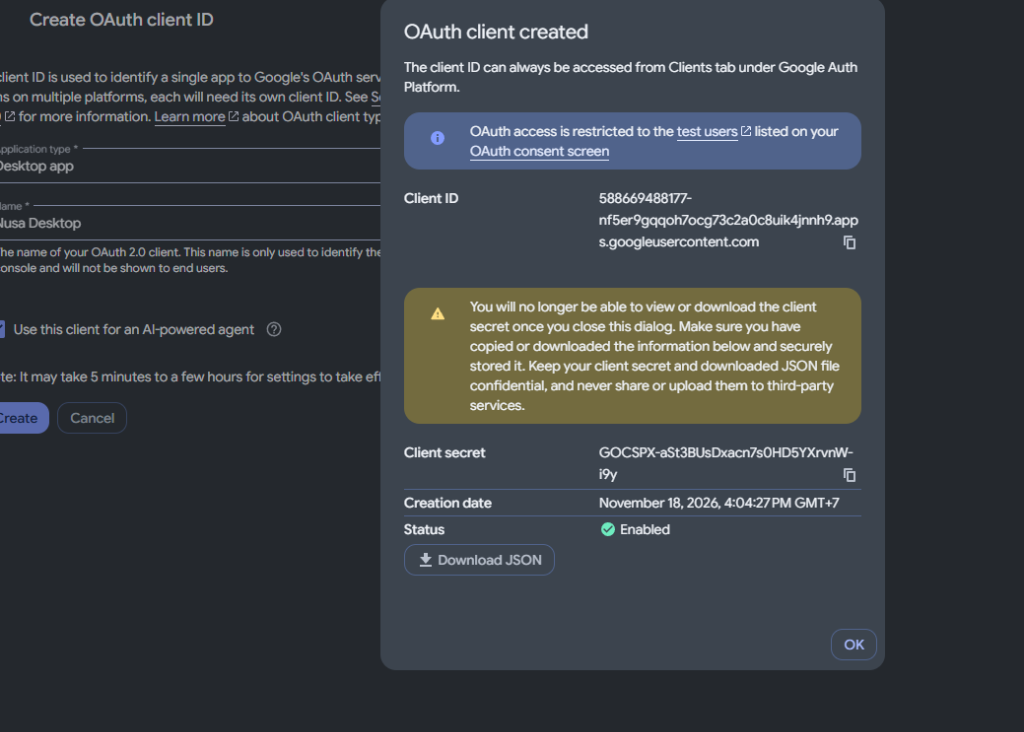 Create OAuth client ID
client ID is used to identify a single app to Google's OAuth serv
ns on multiple platforms, each will need its own client ID. See S
for more information. Learn more about OAuth client typ
Application type *
Desktop app
Name *
Nusa Desktop
The name of your OAuth 2.0 client. This name is only used to identify the
console and will not be shown to end users.
Use this client for an AI-powered agent
te: It may take 5 minutes to a few hours for settings to take eff
Create
Cancel
OAuth client created
The client ID can always be accessed from Clients tab under Google Auth
Platform.
OAuth access is restricted to the test users listed on your
OAuth consent screen
Client ID
588669488177-
nf5er9gqqoh7ocg73c2a0c8uik4jnnh9.app
s.googleusercontent.com
You will no longer be able to view or download the client
secret once you close this dialog. Make sure you have
copied or downloaded the information below and securely
stored it. Keep your client secret and downloaded JSON file
confidential, and never share or upload them to third-party
services.
Client secret
GOCSPX-aSt3BUsDxacn7s0HD5YXrvnW-
i9y
Creation date
November 18, 2026, 4:04:27 PM GMT+7
Status
Enabled
Download JSON
OK